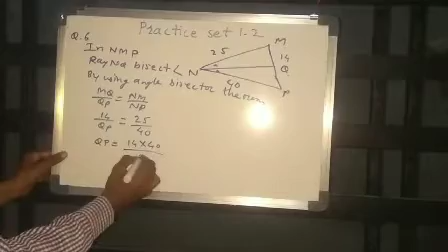 Practice set 1.2
Q.6
In NMP
Ray NQ bisect < N
By using angle bisector theorem
MQ/QP = NM/NP
14/QP = 25/40
QP = 14×40
M
25
14
N
Q
40
P